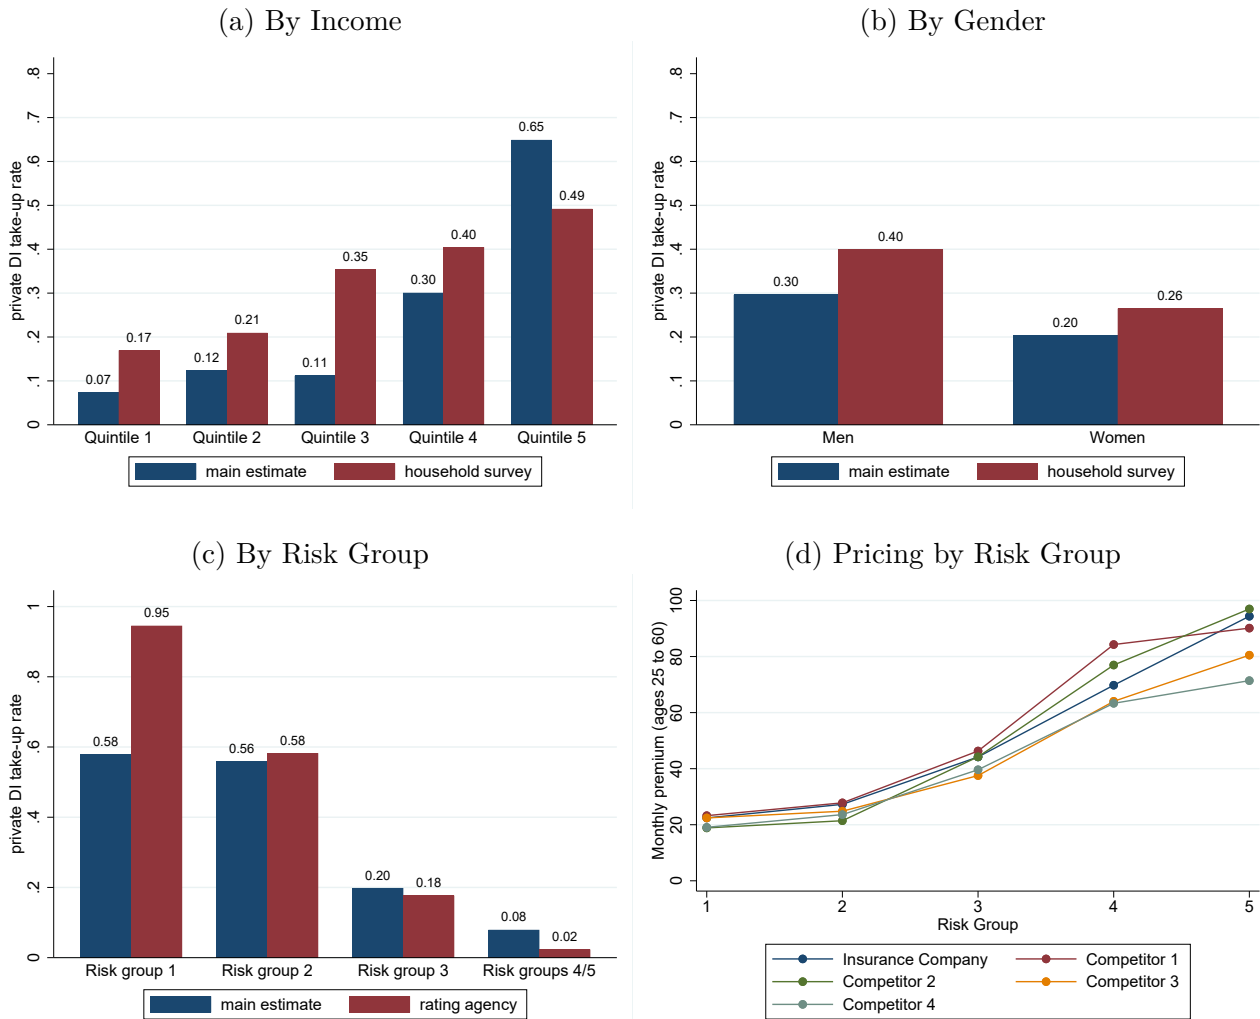 (a) By Income
private DI take-up rate
0 .1 .2 .3 .4 .5 .6 .7 .8
0.07 0.17 0.12 0.21 0.11 0.35 0.30 0.40 0.65 0.49
Quintile 1 Quintile 2 Quintile 3 Quintile 4 Quintile 5
main estimate household survey
(b) By Gender
private DI take-up rate
0 .1 .2 .3 .4 .5 .6 .7 .8
0.30 0.40 0.20 0.26
Men Women
main estimate household survey
(c) By Risk Group
private DI take-up rate
0 .2 .4 .6 .8 1
0.58 0.95 0.56 0.58 0.20 0.18 0.08 0.02
Risk group 1 Risk group 2 Risk group 3 Risk groups 4/5
main estimate rating agency
(d) Pricing by Risk Group
Monthly premium (ages 25 to 60)
0 20 40 60 80 100
1 2 3 4 5
Risk Group
Insurance Company Competitor 1
Competitor 2 Competitor 3
Competitor 4